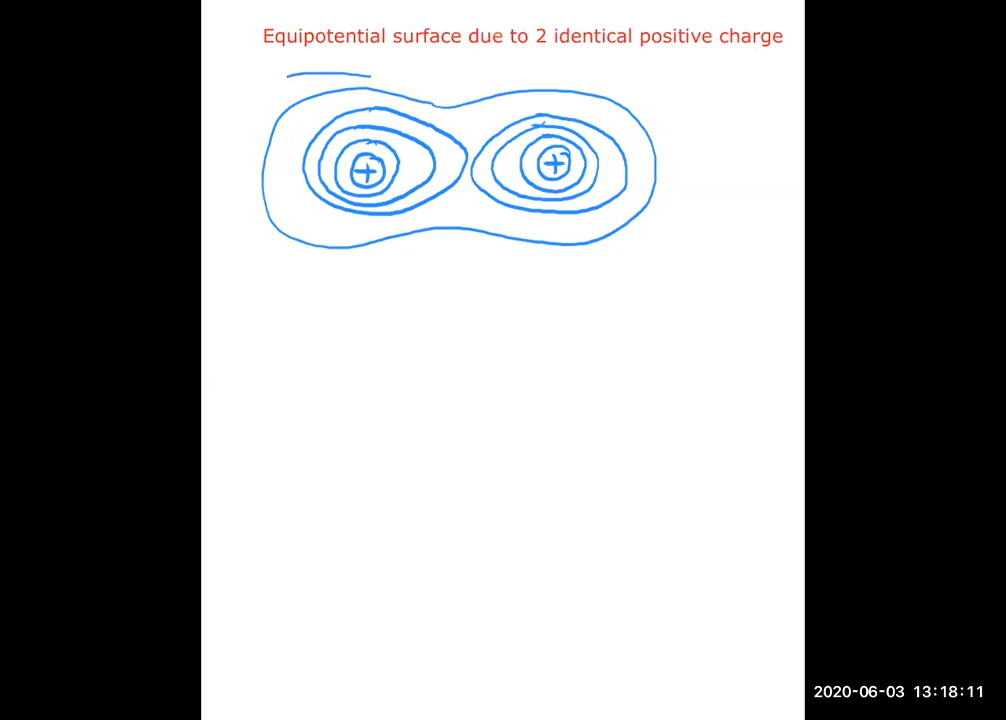 Equipotential surface due to 2 identical positive charge
+ +
2020-06-03 13:18:11